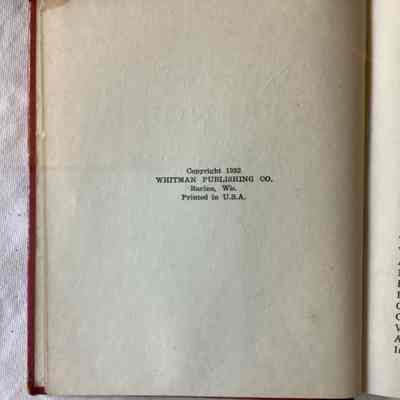 Copyright 1932
WHITMAN PUBLISHING CO.
Racine, Wis.
Printed in U.S.A.